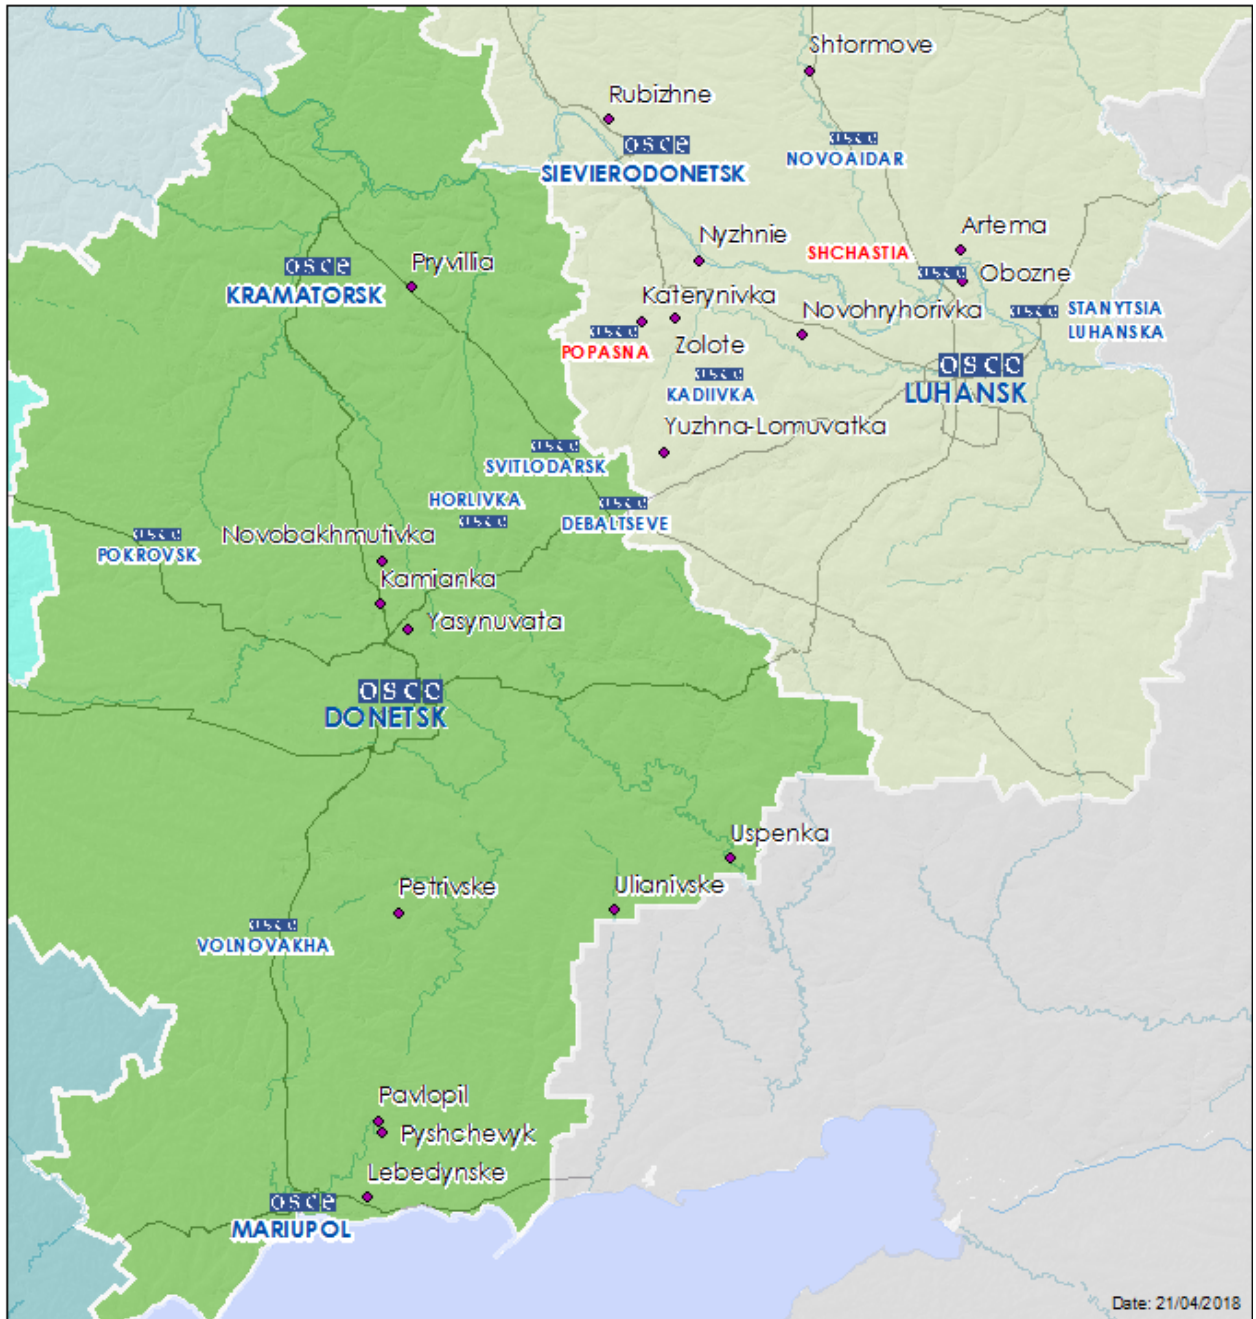 Shtormove
Rubizhne
osce
osce
NOVOAIDAR
SIEVIERODONETSK
Artema
Nyzhnie
SHCHASTIA
osce
Obozne
Pryvillia
osce
KRAMATORSK
Katerynivka
Novohryhorivka
osce
STANYTSIA
LUHANSKA
osce
POPASNA
Zolote
osce
LUHANSK
osce
KADIIVKA
Yuzhna-Lomuvatka
osce
SVITLODARSK
HORLIVKA
osce
osce
DEBALTSEVE
osce
POKROVSK
Novobakhmutivka
Kamianka
Yasynuvata
osce
DONETSK
Uspenka
Petrivske
Ulianivske
osce
VOLNOVAKHA
Pavlopil
Pyshchevyk
Lebedynske
osce
MARIUPOL
Date: 21/04/2018